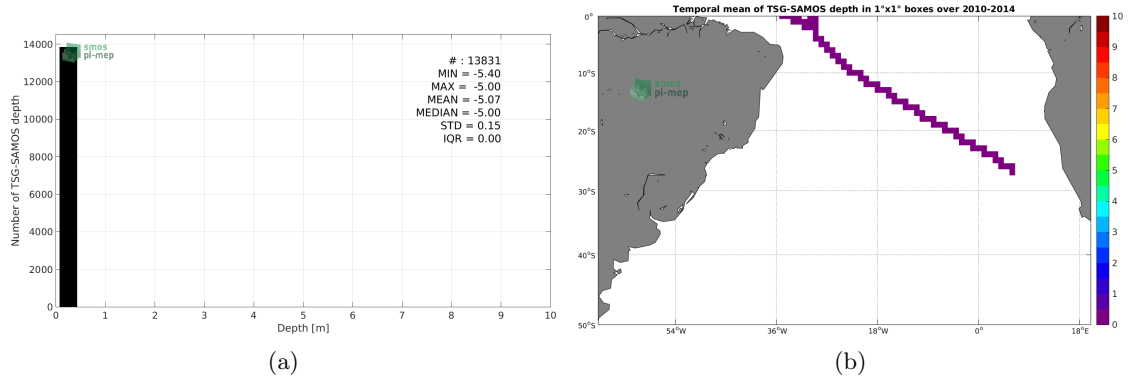 14000
12000
10000
8000
6000
4000
2000
0
Number of TSG-SAMOS depth
smos
pi-mep
# : 13831
MIN = -5.40
MAX = -5.00
MEAN = -5.07
MEDIAN = -5.00
STD = 0.15
IQR = 0.00
0 1 2 3 4 5 6 7 8 9 10
Depth [m]
(a)
Temporal mean of TSG-SAMOS depth in 1°x1° boxes over 2010-2014
0°
10°S
20°S
30°S
40°S
50°S
smos
pi-mep
54°W 36°W 18°W 0° 18°E
10
9
8
7
6
5
4
3
2
1
0
(b)